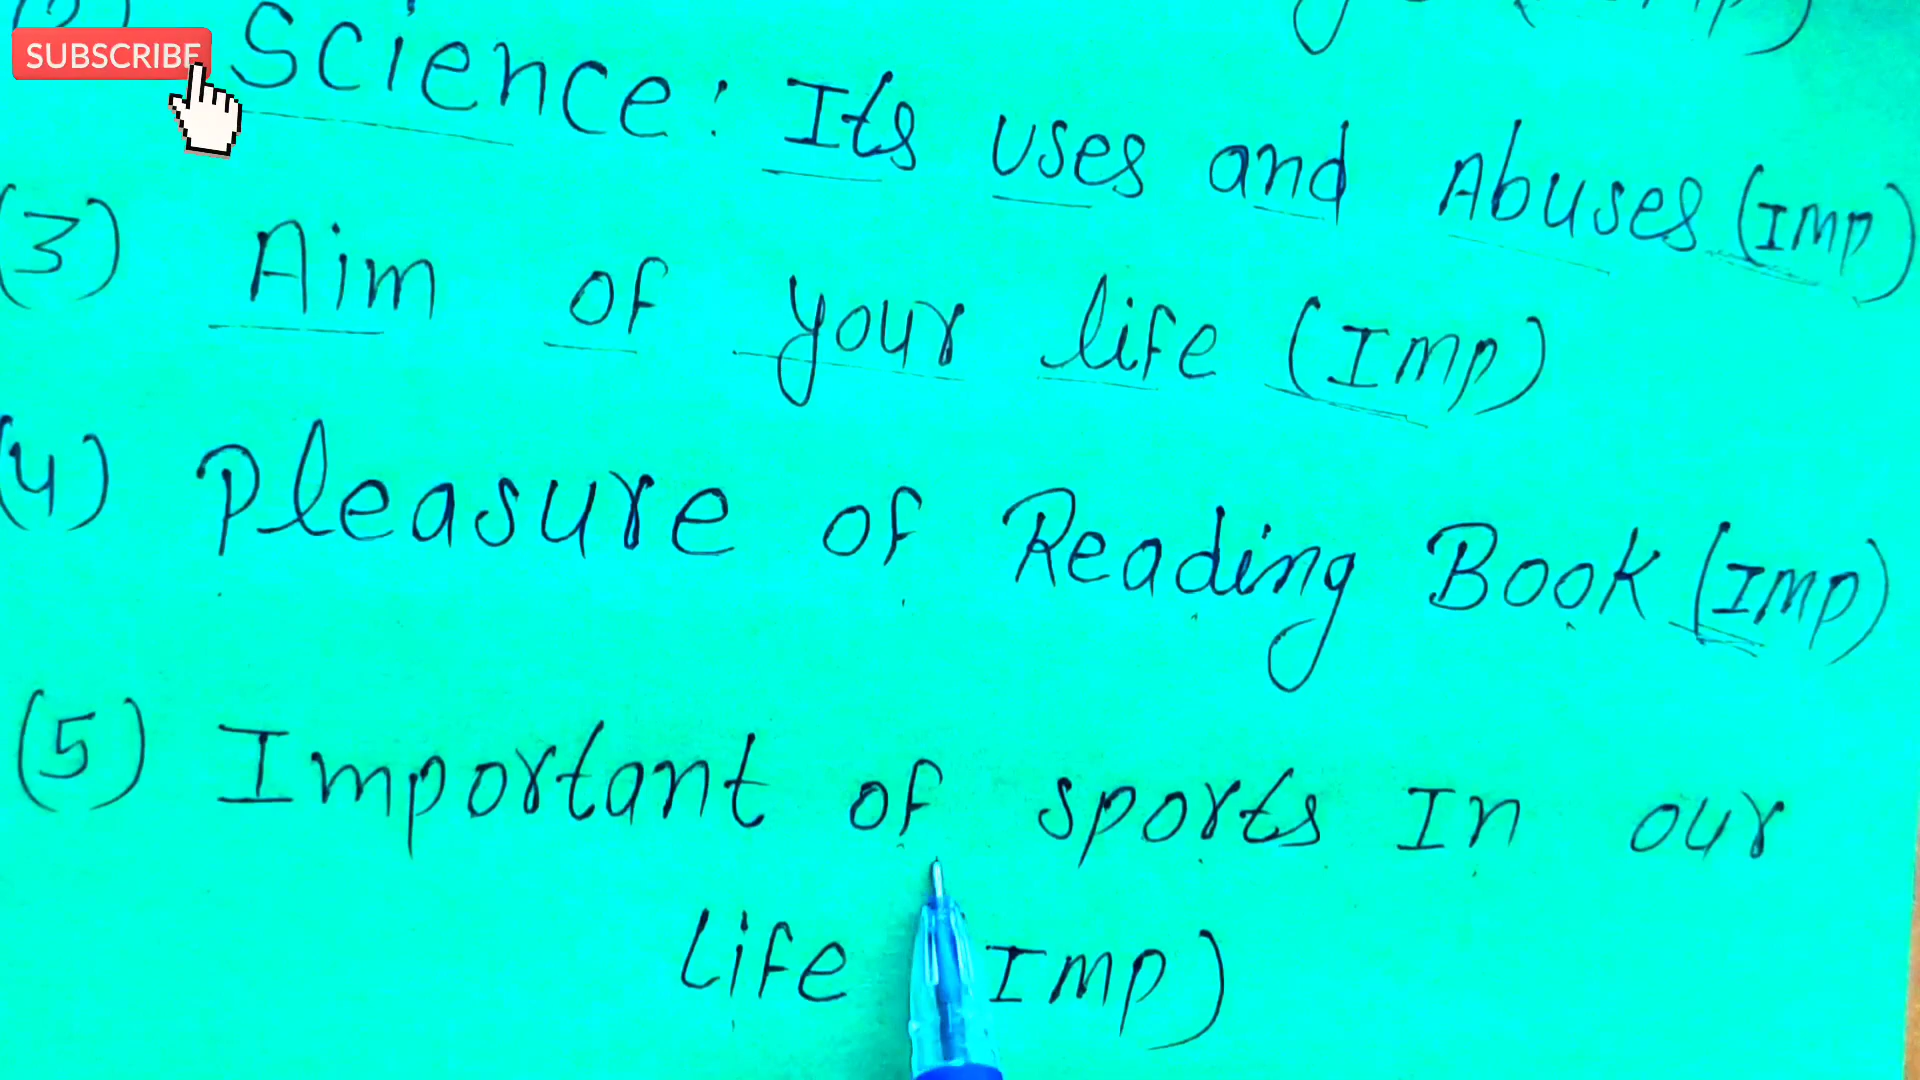 SUBSCRIBE
Science: Its uses and Abuses (IMP)
(3) Aim of your life (Imp)
(4) Pleasure of Reading Book (IMP)
(5) Important of sports In our
Life IMP)